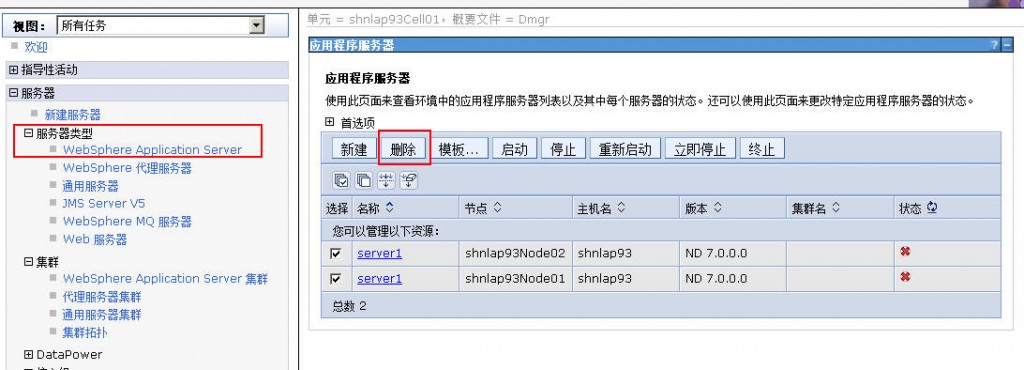 视图: 所有任务
欢迎
指导性活动
服务器
新建服务器
服务器类型
WebSphere Application Server
WebSphere 代理服务器
通用服务器
JMS Server V5
WebSphere MQ 服务器
Web 服务器
集群
WebSphere Application Server 集群
代理服务器集群
通用服务器集群
集群拓扑
DataPower
单元 = shnlap93Cell01，概要文件 = Dmgr
应用程序服务器 ? -
应用程序服务器
使用此页面来查看环境中的应用程序服务器列表以及其中每个服务器的状态。还可以使用此页面来更改特定应用程序服务器的状态。
首选项
新建 删除 模板... 启动 停止 重新启动 立即停止 终止
选择 名称 节点 主机名 版本 集群名 状态
您可以管理以下资源:
server1 shnlap93Node02 shnlap93 ND 7.0.0.0
server1 shnlap93Node01 shnlap93 ND 7.0.0.0
总数 2